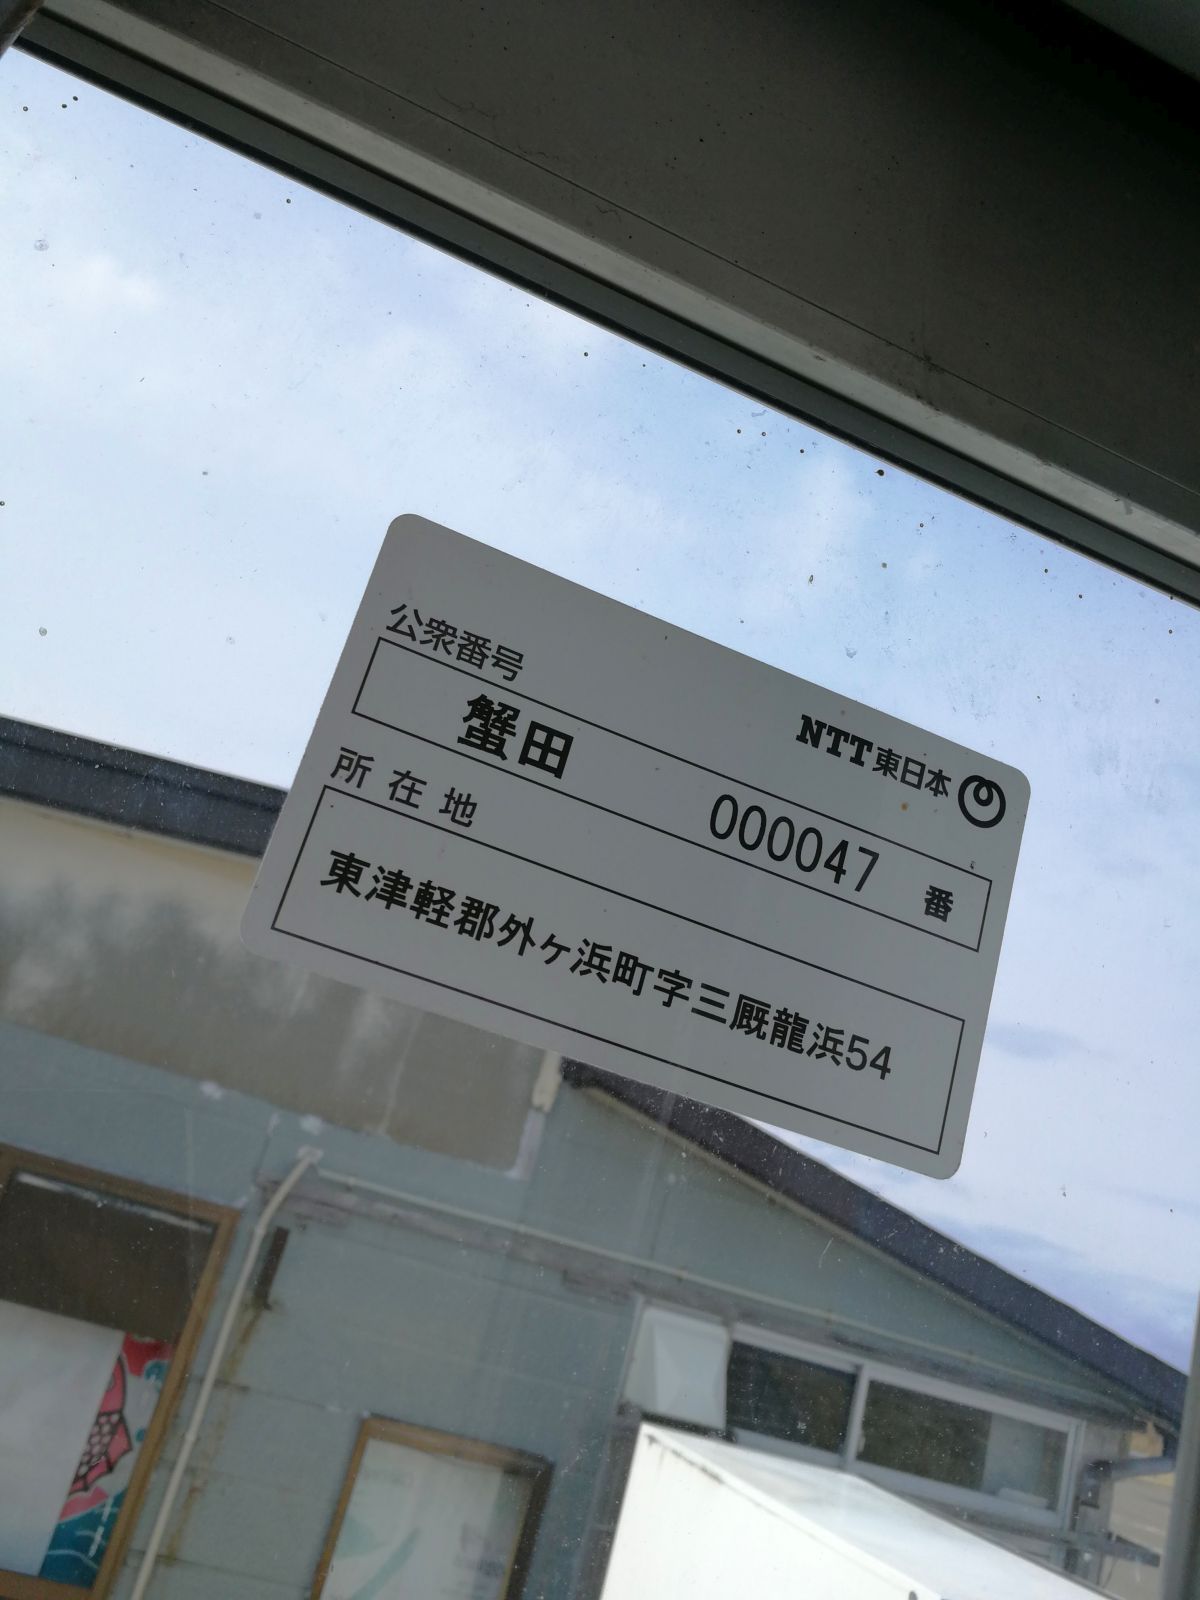 NTT東日本
公衆番号
蟹田 000047 番
所在地
東津軽郡外ヶ浜町字三厩龍浜54